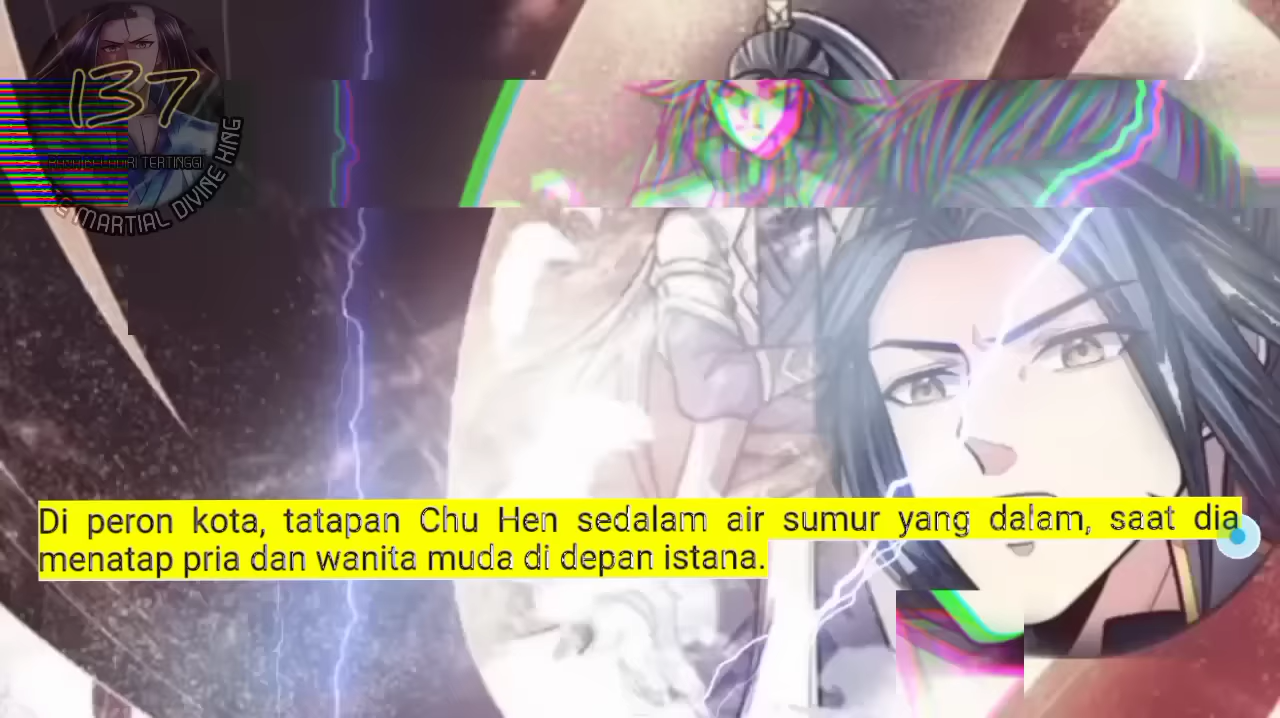 137
TERTINGGI
MARTIAL DIVINE KING
Di peron kota, tatapan Chu Hen sedalam air sumur yang dalam, saat dia
menatap pria dan wanita muda di depan istana.